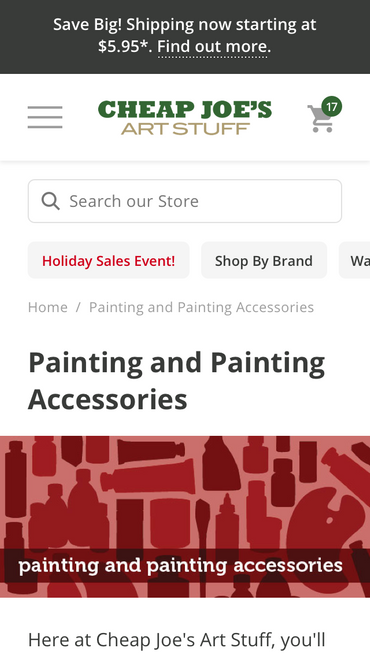 Save Big! Shipping now starting at
$5.95*. Find out more.
CHEAP JOE'S
ART STUFF
17
Search our Store
Holiday Sales Event!
Shop By Brand
Wa
Home / Painting and Painting Accessories
Painting and Painting
Accessories
painting and painting accessories
Here at Cheap Joe's Art Stuff, you'll